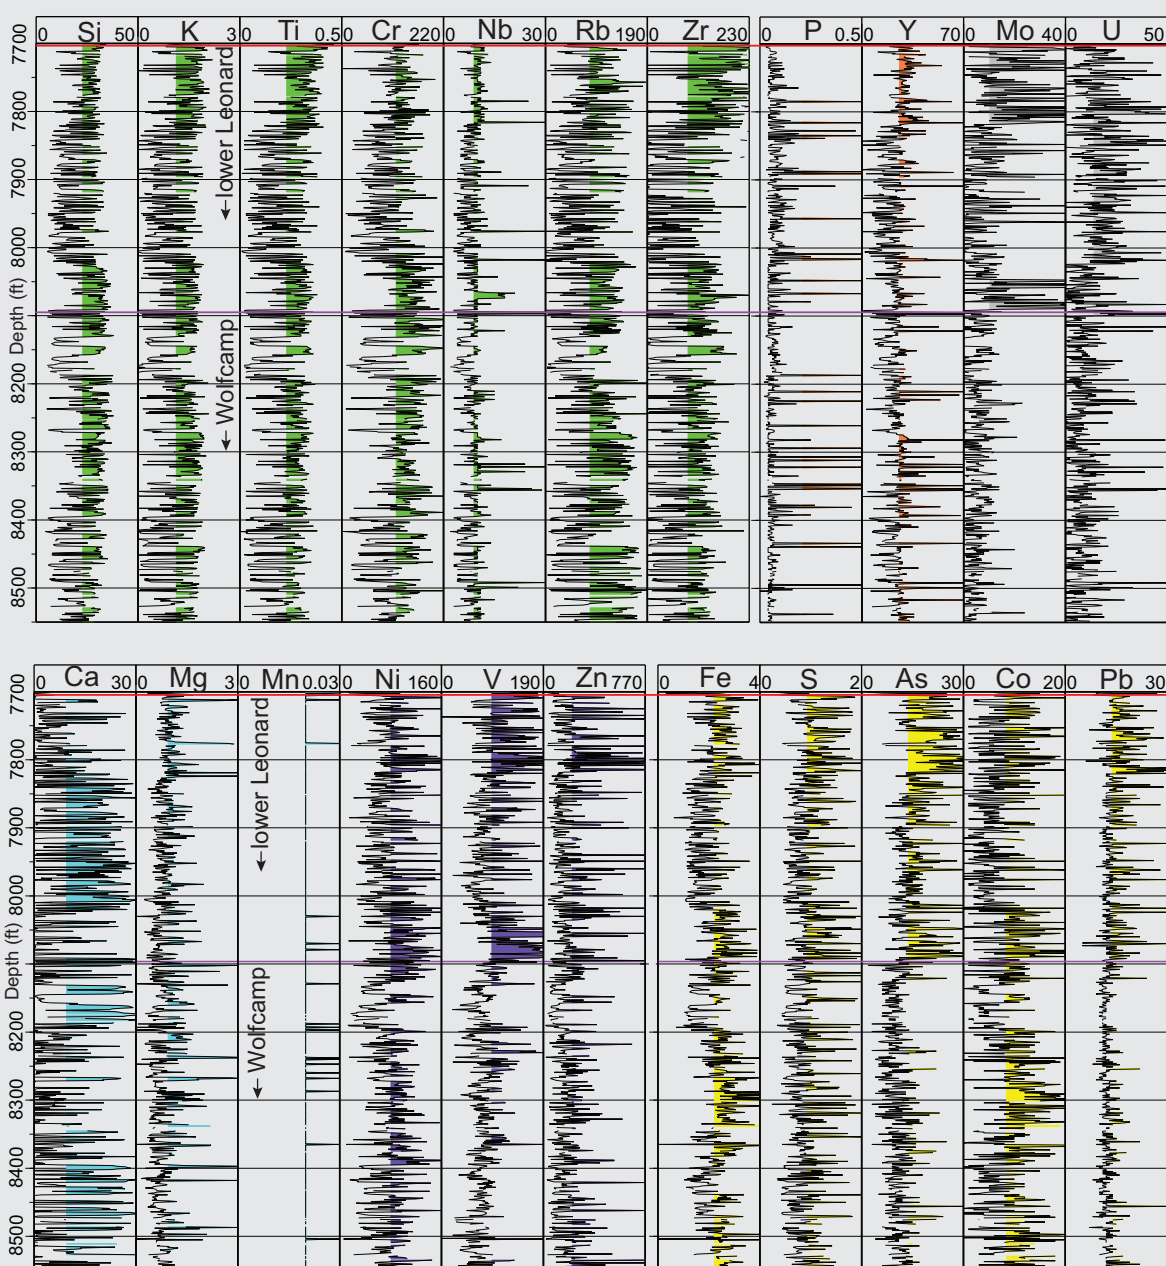 0 Si 50 0 K 3 0 Ti 0.5 0 Cr 220 0 Nb 30 0 Rb 190 0 Zr 230 0 P 0.5 0 Y 70 0 Mo 40 0 U 50
7700
7800
7900
8000
Depth (ft)
8200
8300
8400
8500
←lower Leonard
← Wolfcamp
0 Ca 30 0 Mg 3 0 Mn 0.03 0 Ni 160 0 V 190 0 Zn 770 0 Fe 4 0 S 2 0 As 30 0 Co 20 0 Pb 30
7700
7800
7900
8000
Depth (ft)
8200
8300
8400
8500
←lower Leonard
← Wolfcamp